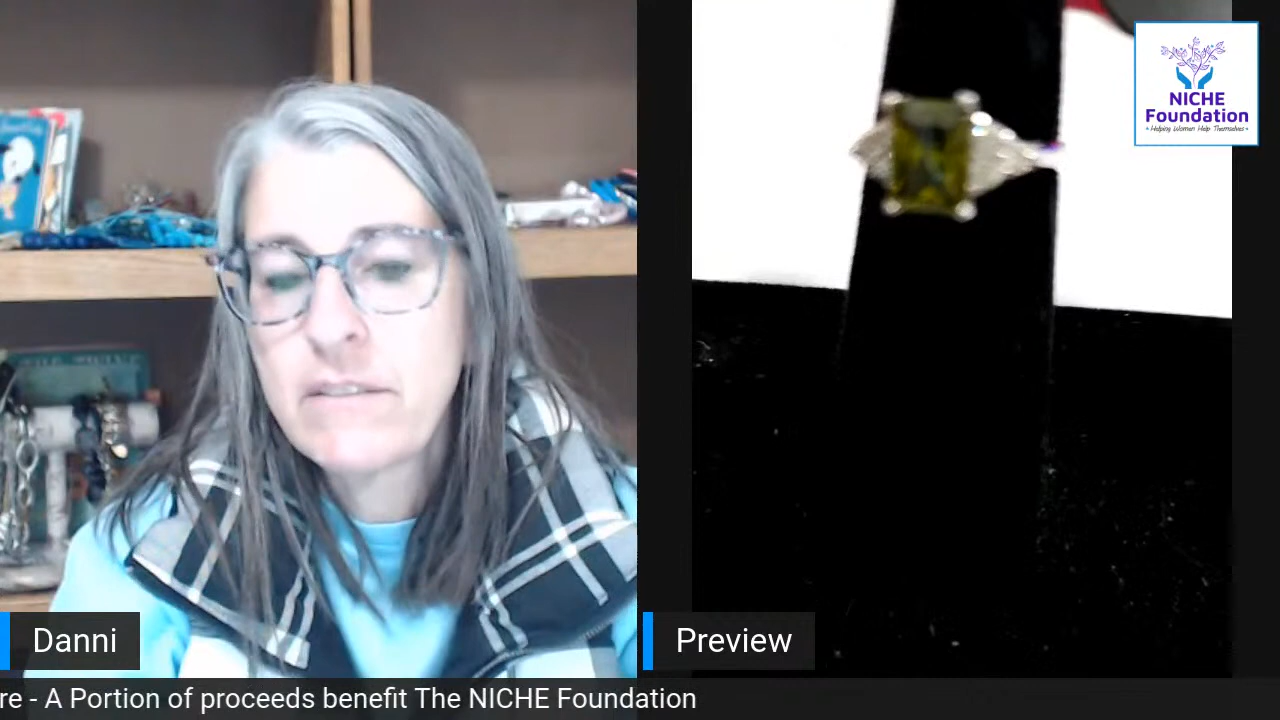 NICHE
Foundation
Helping Women Help Themselves
Danni
Preview
re - A Portion of proceeds benefit The NICHE Foundation